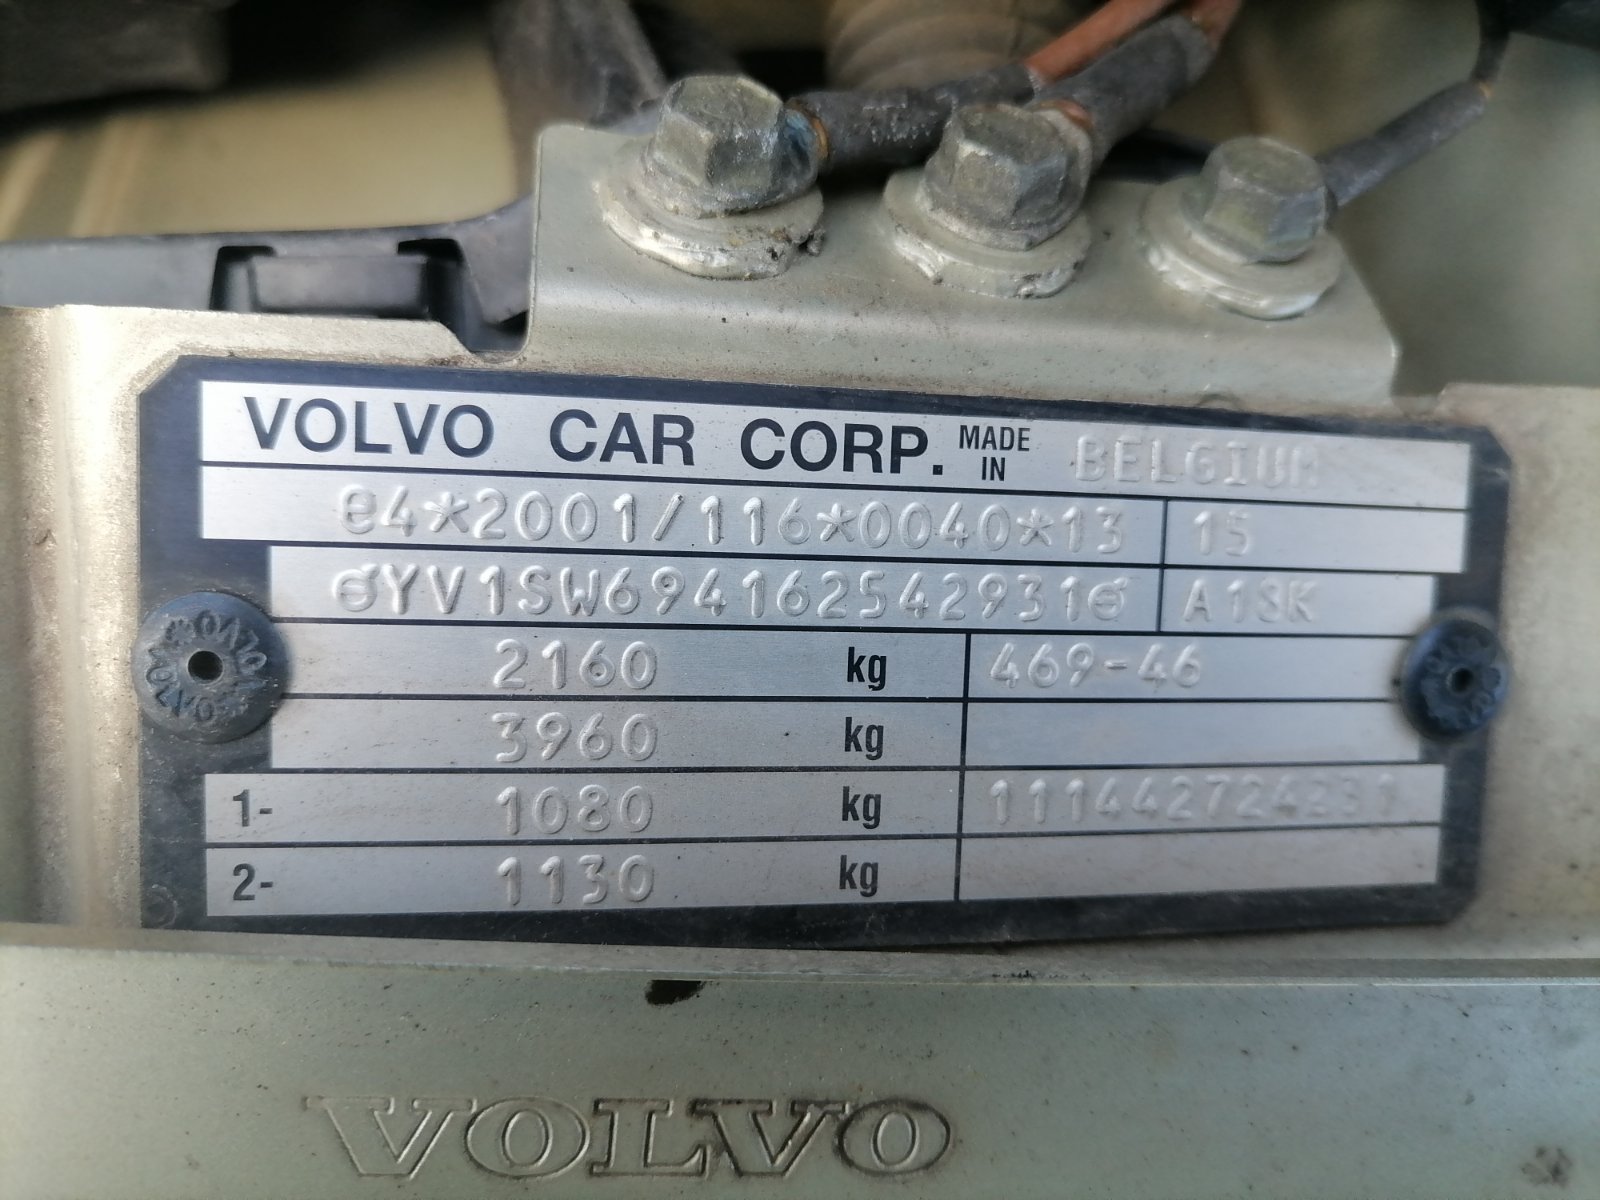 VOLVO CAR CORP. MADE IN BELGIUM
e4*2001/116*0040*13 15
YV1SW694162542931 A1SK
2160 kg 469-46
3960 kg
1- 1080 kg 111442724231
2- 1130 kg
VOLVO